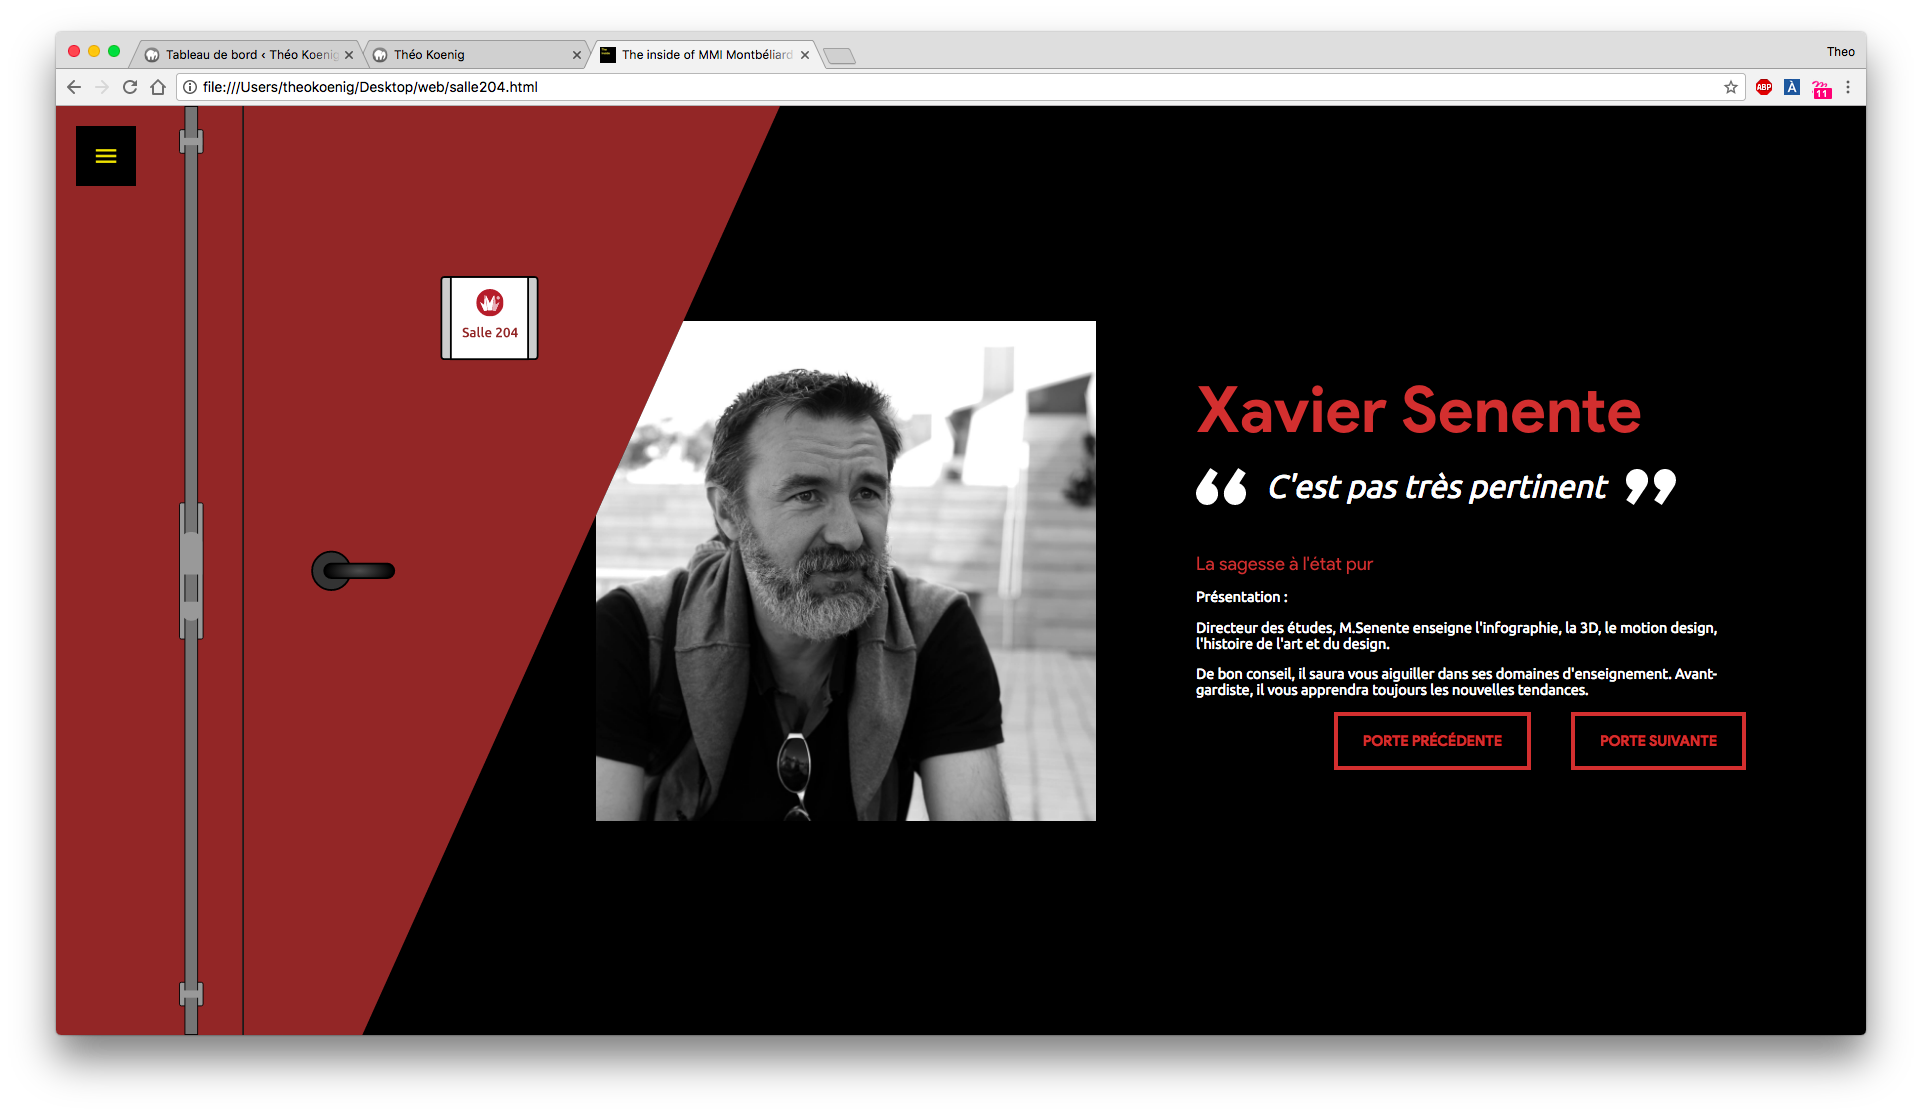 Tableau de bord ‹ Théo Koenig
Théo Koenig
The inside of MMI Montbéliard
Theo
file:///Users/theokoenig/Desktop/web/salle204.html
ABP
À
11
Salle 204
Xavier Senente
“ C'est pas très pertinent ”
La sagesse à l'état pur
Présentation :
Directeur des études, M.Senente enseigne l'infographie, la 3D, le motion design,
l'histoire de l'art et du design.
De bon conseil, il saura vous aiguiller dans ses domaines d'enseignement. Avant-
gardiste, il vous apprendra toujours les nouvelles tendances.
PORTE PRÉCÉDENTE
PORTE SUIVANTE